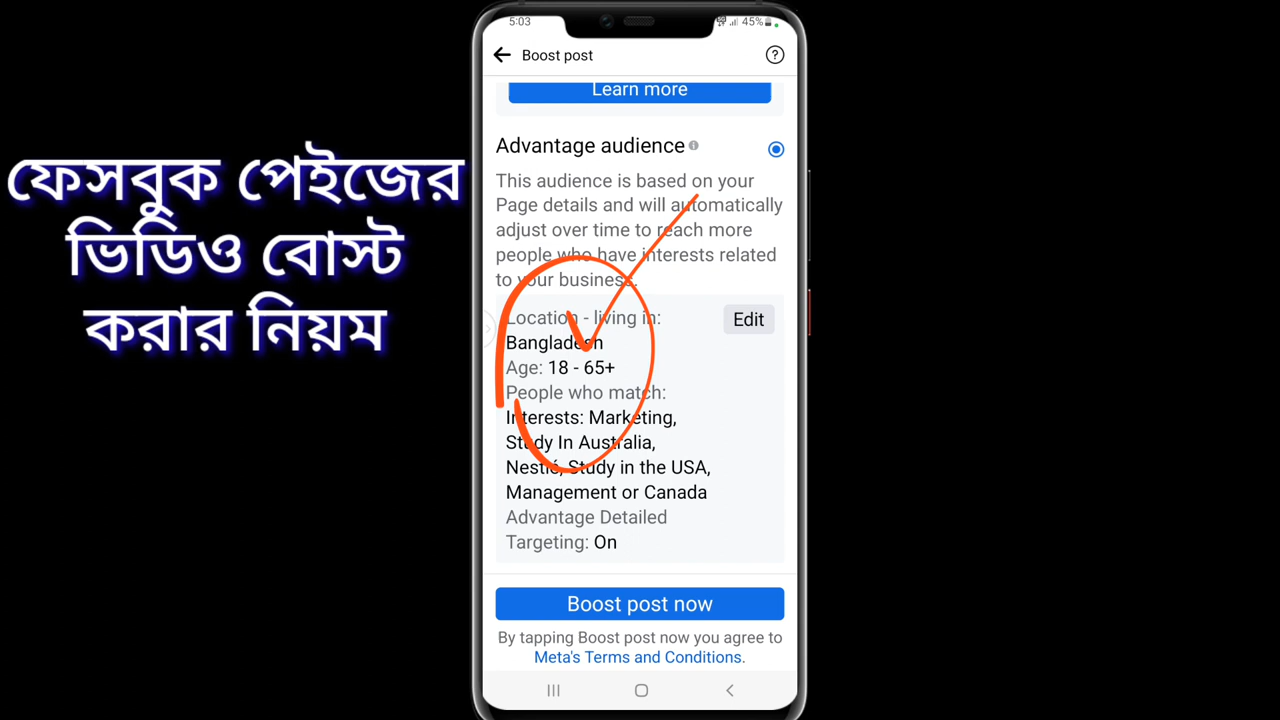 ফেসবুক পেইজের
ভিডিও বোস্ট
করার নিয়ম
5:03
45%
Boost post
Learn more
Advantage audience
This audience is based on your
Page details and will automatically
adjust over time to reach more
people who have interests related
to your business.
Location - living in:
Edit
Bangladesh
Age: 18 - 65+
People who match:
Interests: Marketing,
Study In Australia,
Nestlé, Study in the USA,
Management or Canada
Advantage Detailed
Targeting: On
Boost post now
By tapping Boost post now you agree to
Meta's Terms and Conditions.